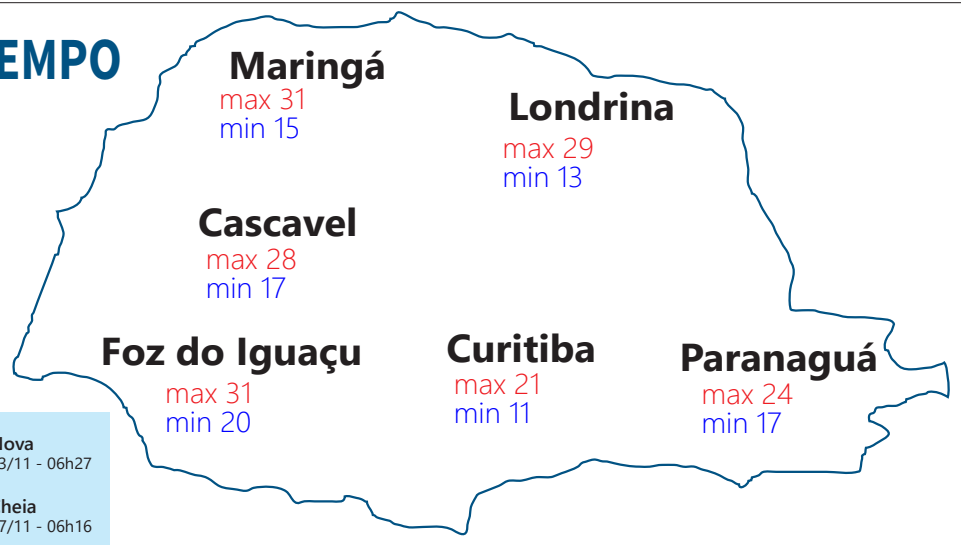 EMPO
Maringá
max 31
min 15
Londrina
max 29
min 13
Cascavel
max 28
min 17
Foz do Iguaçu
max 31
min 20
Curitiba
max 21
min 11
Paranaguá
max 24
min 17
Nova
3/11 - 06h27
heia
7/11 - 06h16